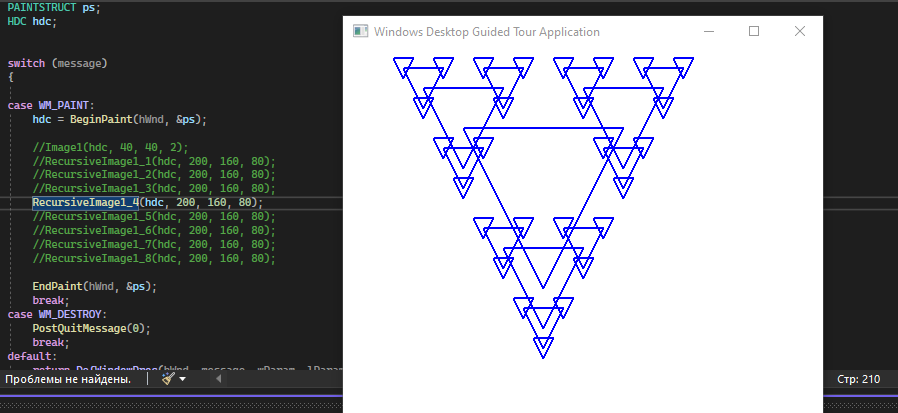 PAINTSTRUCT ps;
HDC hdc;
Windows Desktop Guided Tour Application
switch (message)
{
case WM_PAINT:
hdc = BeginPaint(hWnd, &ps);
//Image1(hdc, 40, 40, 2);
//RecursiveImage1_1(hdc, 200, 160, 80);
//RecursiveImage1_2(hdc, 200, 160, 80);
//RecursiveImage1_3(hdc, 200, 160, 80);
RecursiveImage1_4(hdc, 200, 160, 80);
//RecursiveImage1_5(hdc, 200, 160, 80);
//RecursiveImage1_6(hdc, 200, 160, 80);
//RecursiveImage1_7(hdc, 200, 160, 80);
//RecursiveImage1_8(hdc, 200, 160, 80);
EndPaint(hWnd, &ps);
break;
case WM_DESTROY:
PostQuitMessage(0);
break;
default:
return DefWindowProc(hWnd, message, wParam, lParam
Проблемы не найдены.
Стр: 210